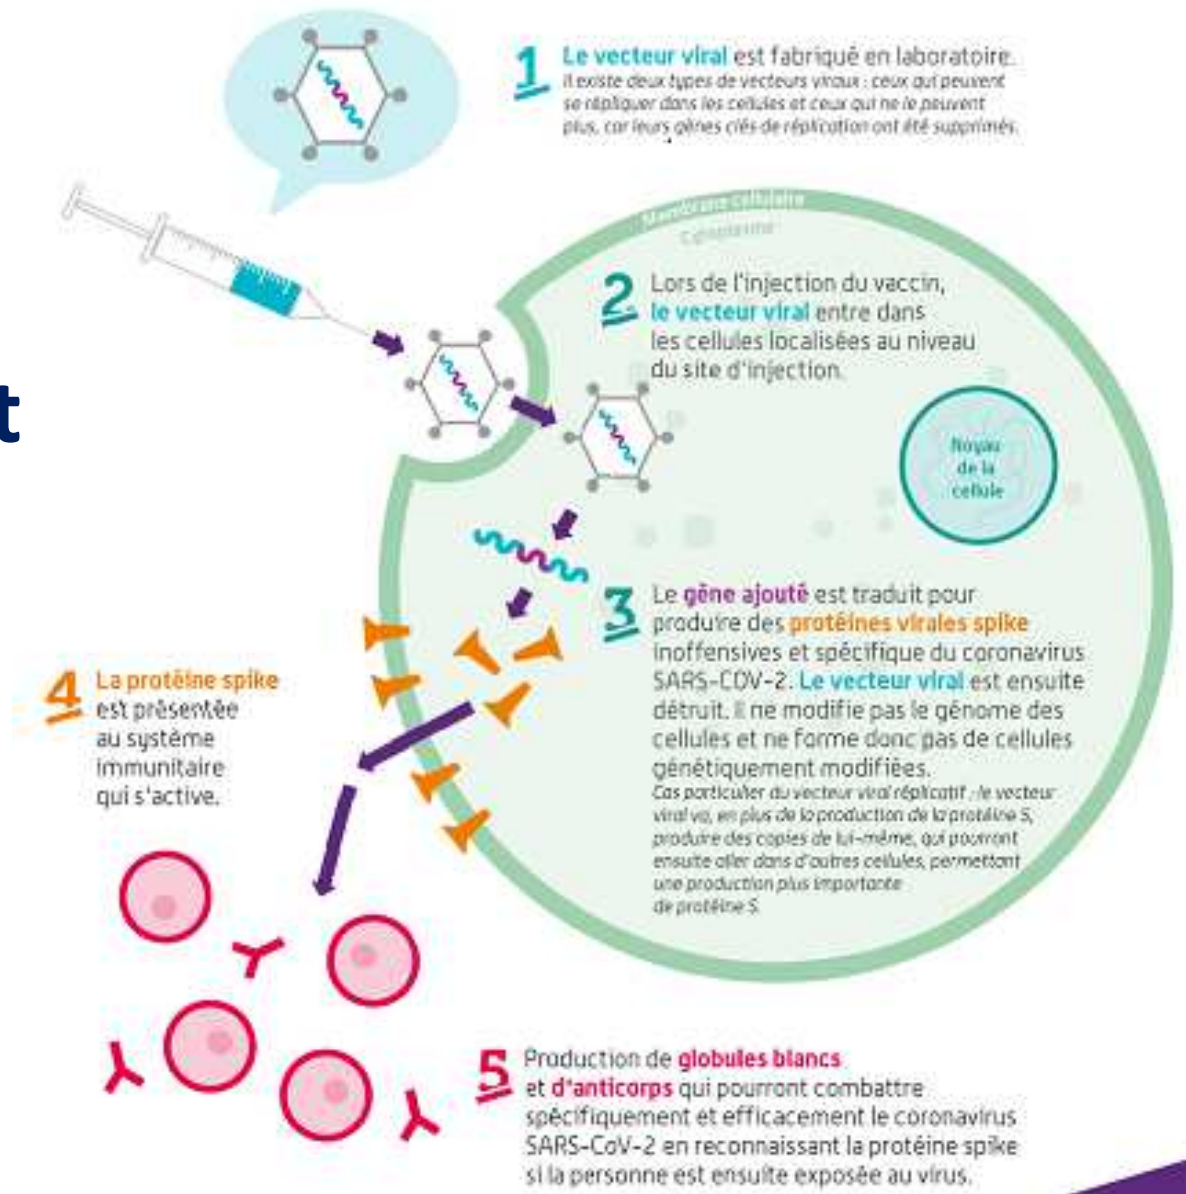 1 Le vecteur viral est fabriqué en laboratoire.
Il existe deux types de vecteurs viraux : ceux qui peuvent
se répliquer dans les cellules et ceux qui ne le peuvent
plus, car leurs gènes clés de réplication ont été supprimés.
Membrane cellulaire
Cytoplasme
2 Lors de l'injection du vaccin,
le vecteur viral entre dans
les cellules localisées au niveau
du site d'injection.
t
Noyau
de la
cellule
3 Le gène ajouté est traduit pour
produire des protéines virales spike
inoffensives et spécifique du coronavirus
SARS-COV-2. Le vecteur viral est ensuite
détruit. Il ne modifie pas le génome des
cellules et ne forme donc pas de cellules
génétiquement modifiées.
Cas particulier du vecteur viral réplicatif : le vecteur
viral va, en plus de la production de la protéine S,
produire des copies de lui-même, qui pourront
ensuite aller dans d'autres cellules, permettant
une production plus importante
de protéine S.
4 La protéine spike
est présentée
au système
immunitaire
qui s'active.
5 Production de globules blancs
et d'anticorps qui pourront combattre
spécifiquement et efficacement le coronavirus
SARS-CoV-2 en reconnaissant la protéine spike
si la personne est ensuite exposée au virus.